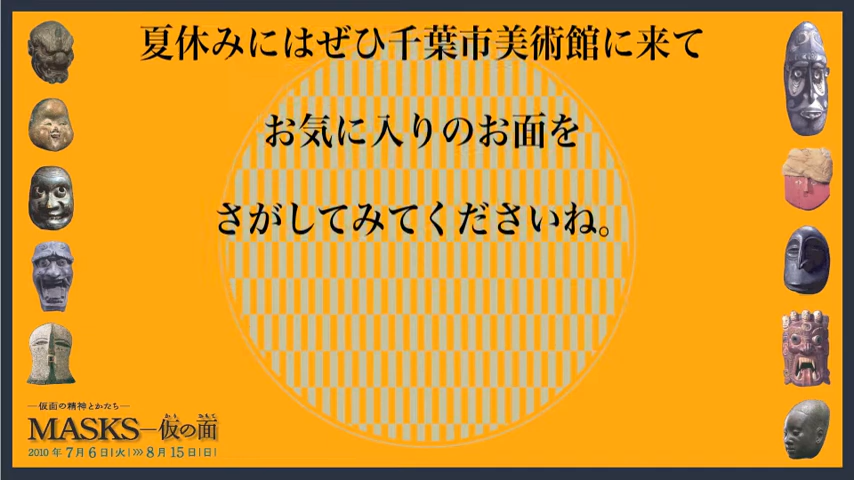 夏休みにはぜひ千葉市美術館に来て
お気に入りのお面を
さがしてみてくださいね。
—仮面の精神とかたち—
MASKS—仮の面
2010年7月6日|火|>>>8月15日|日|